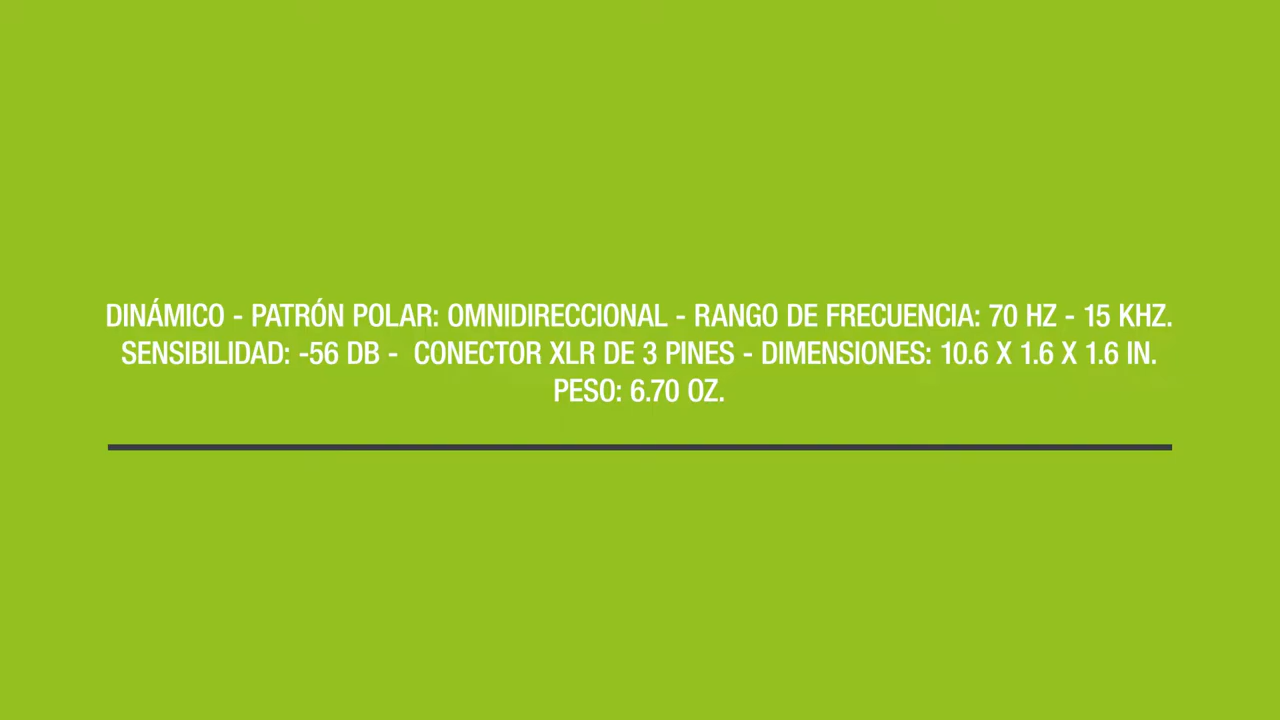 DINÁMICO - PATRÓN POLAR: OMNIDIRECCIONAL - RANGO DE FRECUENCIA: 70 HZ - 15 KHZ.
SENSIBILIDAD: -56 DB -  CONECTOR XLR DE 3 PINES - DIMENSIONES: 10.6 X 1.6 X 1.6 IN.
PESO: 6.70 OZ.